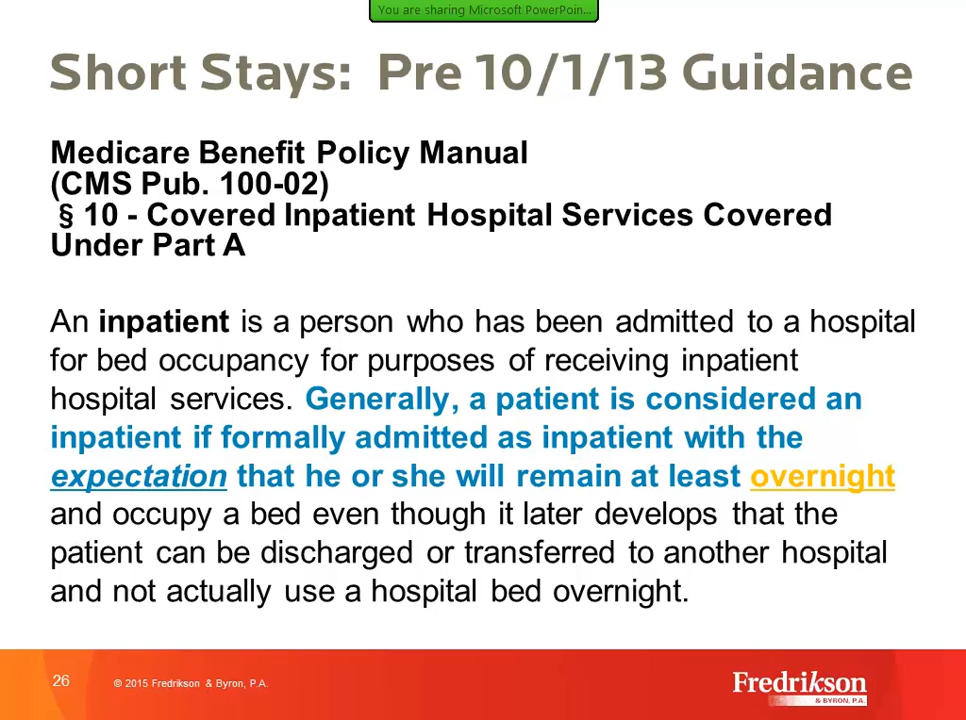 You are sharing Microsoft PowerPoin...
Short Stays: Pre 10/1/13 Guidance
Medicare Benefit Policy Manual
(CMS Pub. 100-02)
§ 10 - Covered Inpatient Hospital Services Covered
Under Part A
An inpatient is a person who has been admitted to a hospital
for bed occupancy for purposes of receiving inpatient
hospital services. Generally, a patient is considered an
inpatient if formally admitted as inpatient with the
expectation that he or she will remain at least overnight
and occupy a bed even though it later develops that the
patient can be discharged or transferred to another hospital
and not actually use a hospital bed overnight.
26
© 2015 Fredrikson & Byron, P.A.
Fredrikson
& BYRON, P.A.